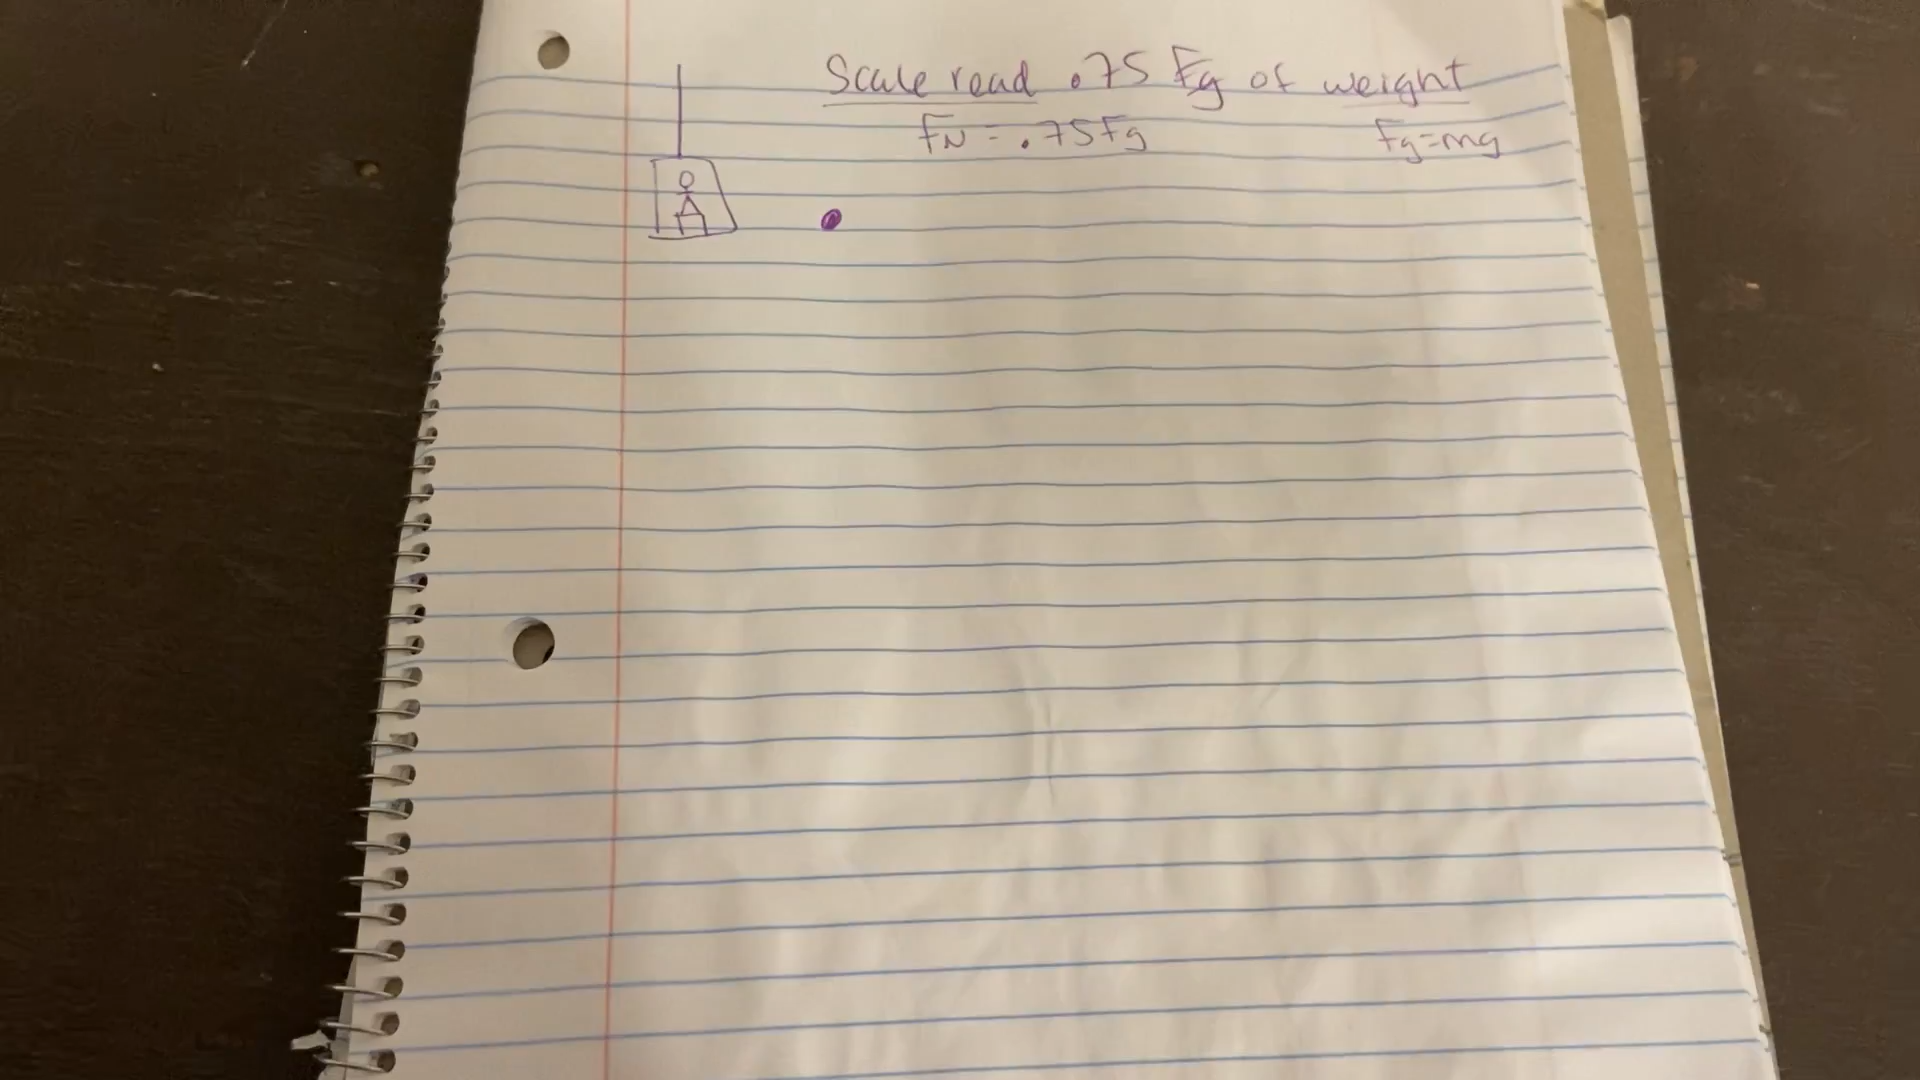 Scale read .75 Fg of weight
FN = .75Fg Fg=mg